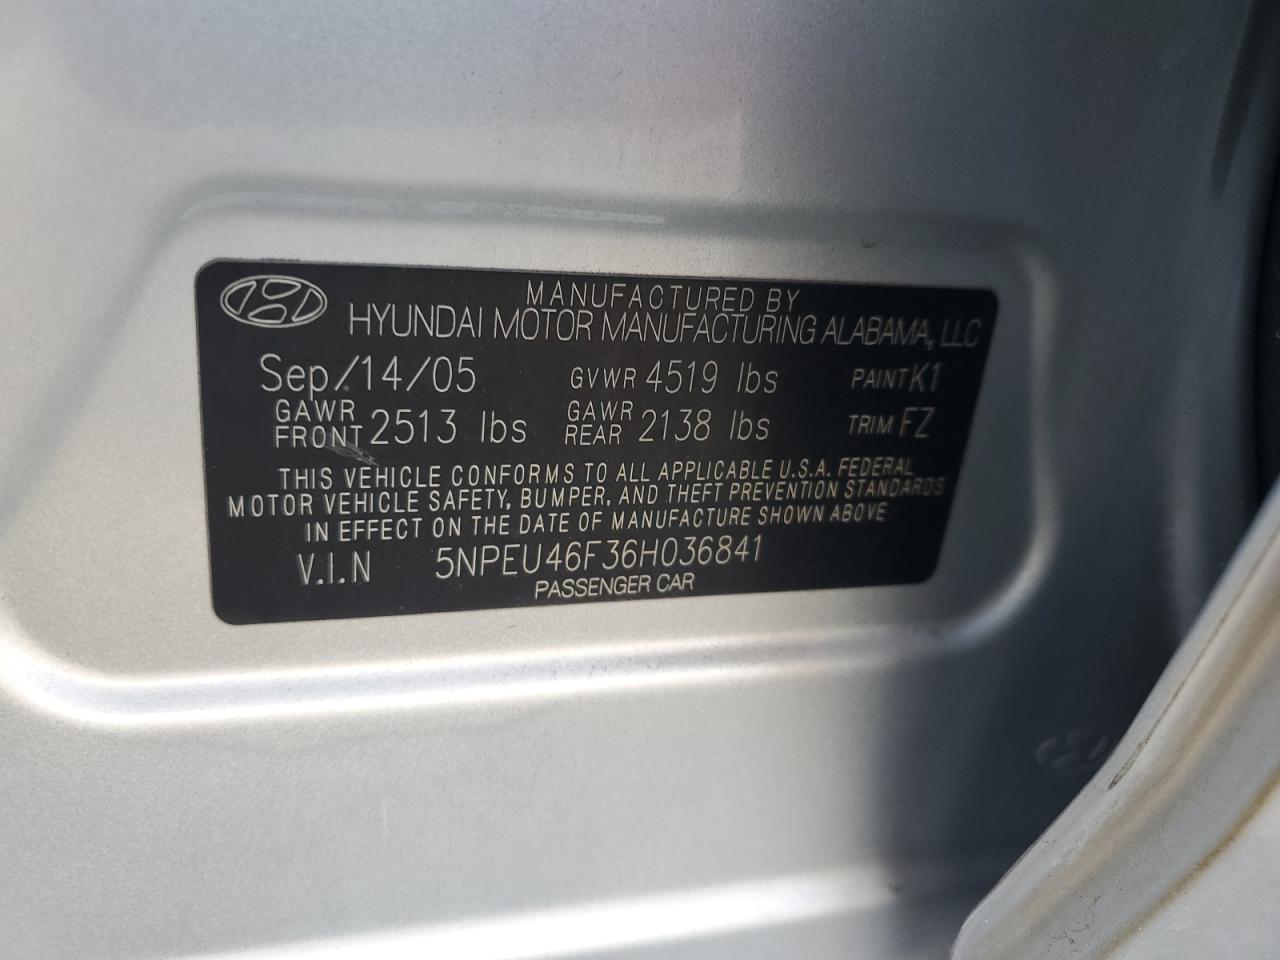 MANUFACTURED BY
HYUNDAI MOTOR MANUFACTURING ALABAMA, LLC
Sep/14/05 GVWR 4519 lbs PAINT K1
GAWR FRONT 2513 lbs GAWR REAR 2138 lbs TRIM FZ
THIS VEHICLE CONFORMS TO ALL APPLICABLE U.S.A. FEDERAL
MOTOR VEHICLE SAFETY, BUMPER, AND THEFT PREVENTION STANDARDS
IN EFFECT ON THE DATE OF MANUFACTURE SHOWN ABOVE
V.I.N 5NPEU46F36H036841
PASSENGER CAR